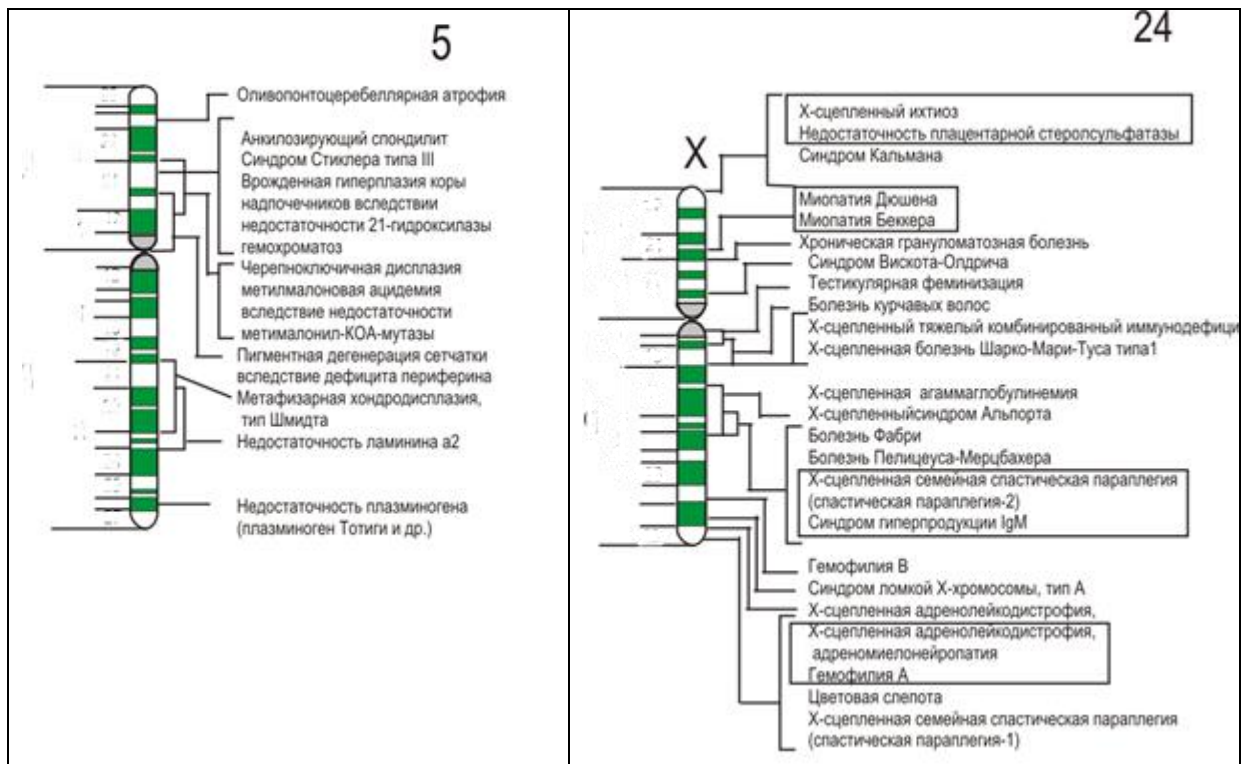 5
Оливопонтоцеребеллярная атрофия
Анкилозирующий спондилит
Синдром Стиклера типа III
Врожденная гиперплазия коры
надпочечников вследствии
недостаточности 21-гидроксилазы
гемохроматоз
Черепноключичная дисплазия
метилмалоновая ацидемия
вследствие недостаточности
метималонил-КОА-мутазы
Пигментная дегенерация сетчатки
вследствие дефицита периферина
Метафизарная хондродисплазия,
тип Шмидта
Недостаточность ламинина а2
Недостаточность плазминогена
(плазминоген Тотиги и др.)
24
X
Х-сцепленный ихтиоз
Недостаточность плацентарной стеролсульфатазы
Синдром Кальмана
Миопатия Дюшена
Миопатия Беккера
Хроническая грануломатозная болезнь
Синдром Вискота-Олдрича
Тестикулярная феминизация
Болезнь курчавых волос
Х-сцепленный тяжелый комбинированный иммунодефици
Х-сцепленная болезнь Шарко-Мари-Туса типа1
Х-сцепленная агаммаглобулинемия
Х-сцепленныйсиндром Альпорта
Болезнь Фабри
Болезнь Пелицеуса-Мерцбахера
Х-сцепленная семейная спастическая параплегия
(спастическая параплегия-2)
Синдром гиперпродукции IgM
Гемофилия В
Синдром ломкой Х-хромосомы, тип А
Х-сцепленная адренолейкодистрофия,
Х-сцепленная адренолейкодистрофия,
адреномиелонейропатия
Гемофилия А
Цветовая слепота
Х-сцепленная семейная спастическая параплегия
(спастическая параплегия-1)